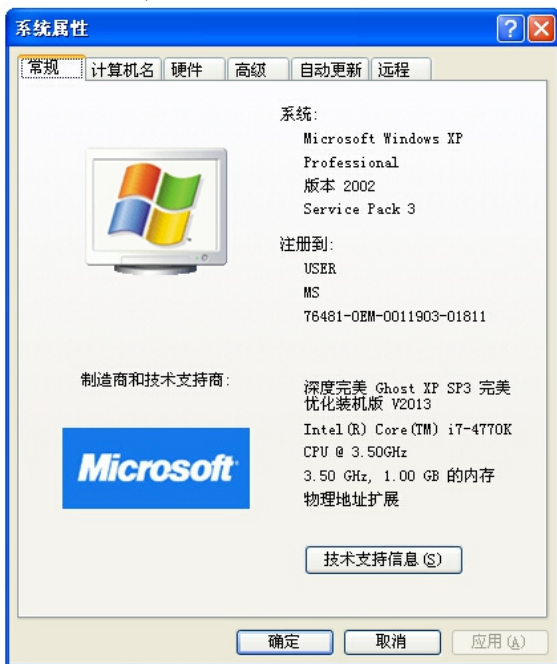 系统属性
常规 计算机名 硬件 高级 自动更新 远程
系统:
Microsoft Windows XP
Professional
版本 2002
Service Pack 3
注册到:
USER
MS
76481-OEM-0011903-01811
制造商和技术支持商:
Microsoft
深度完美 Ghost XP SP3 完美
优化装机版 V2013
Intel(R) Core(TM) i7-4770K
CPU @ 3.50GHz
3.50 GHz, 1.00 GB 的内存
物理地址扩展
技术支持信息(S)
确定 取消 应用(A)